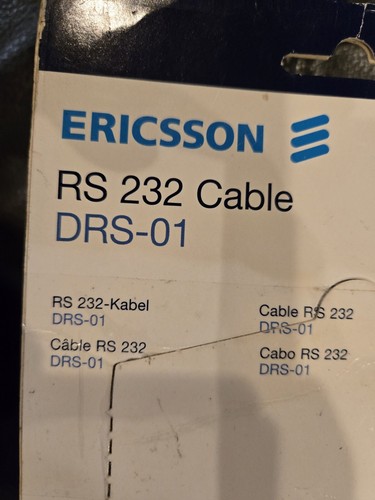 ERICSSON
RS 232 Cable
DRS-01
RS 232-Kabel
DRS-01
Câble RS 232
DRS-01
Cable RS 232
DRS-01
Cabo RS 232
DRS-01